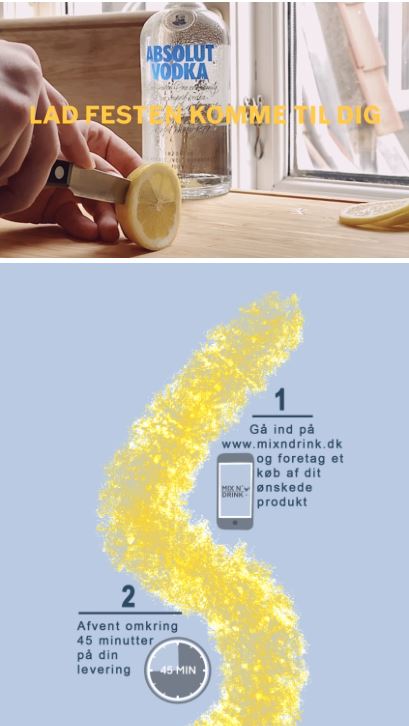 ABSOLUT
VODKA
LAD FESTEN KOMME TIL DIG
1
Gå ind på
www.mixndrink.dk
og foretag et
køb af dit
ønskede
produkt
MIX N'
DRINK
2
Afvent omkring
45 minutter
på din
levering
45 MIN